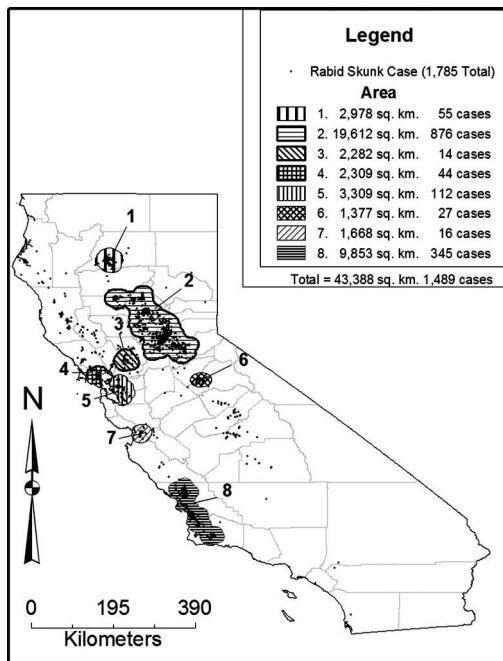 Legend
Rabid Skunk Case (1,785 Total)
Area
1. 2,978 sq. km. 55 cases
2. 19,612 sq. km. 876 cases
3. 2,282 sq. km. 14 cases
4. 2,309 sq. km. 44 cases
5. 3,309 sq. km. 112 cases
6. 1,377 sq. km. 27 cases
7. 1,668 sq. km. 16 cases
8. 9,853 sq. km. 345 cases
Total = 43,388 sq. km. 1,489 cases
1
2
3
6
4
5
N
7
8
0 195 390
Kilometers